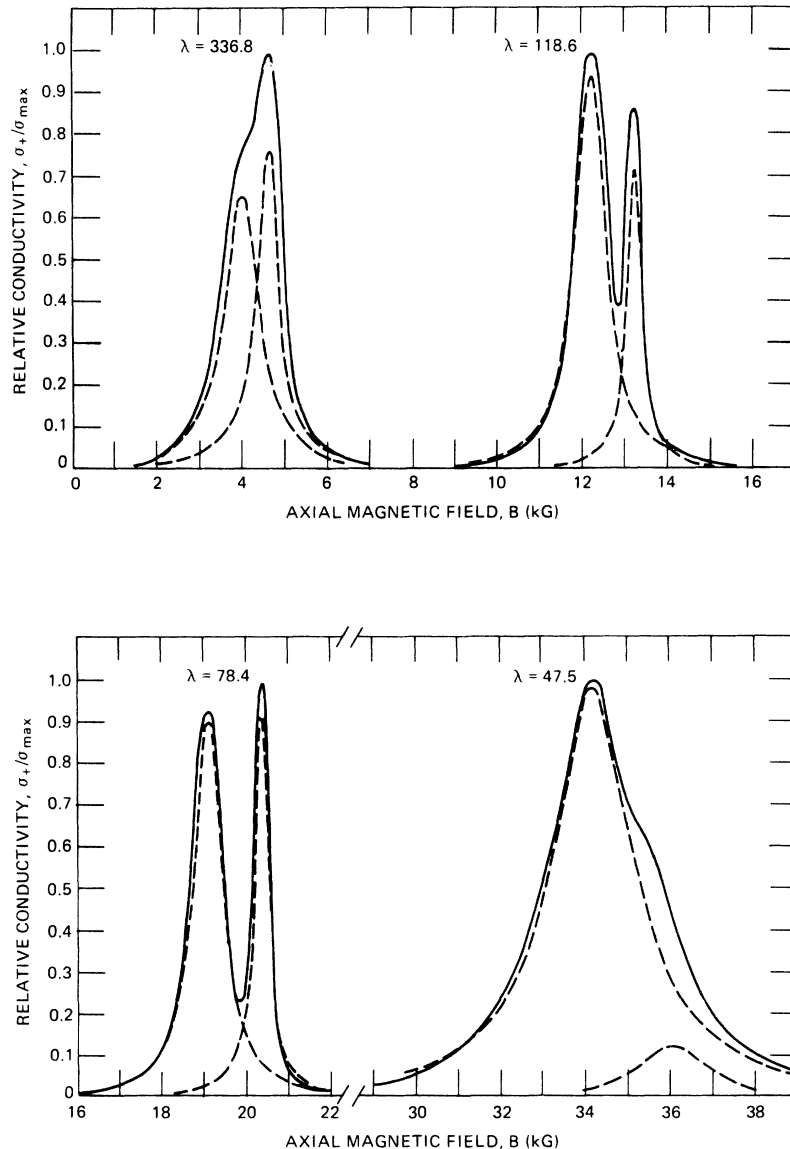 λ = 336.8
λ = 118.6
1.0
0.9
0.8
0.7
0.6
0.5
0.4
0.3
0.2
0.1
0
RELATIVE CONDUCTIVITY, σ+/σmax
0 2 4 6 8 10 12 14 16
AXIAL MAGNETIC FIELD, B (kG)
λ = 78.4
λ = 47.5
1.0
0.9
0.8
0.7
0.6
0.5
0.4
0.3
0.2
0.1
0
RELATIVE CONDUCTIVITY, σ+/σmax
16 18 20 22 30 32 34 36 38
AXIAL MAGNETIC FIELD, B (kG)